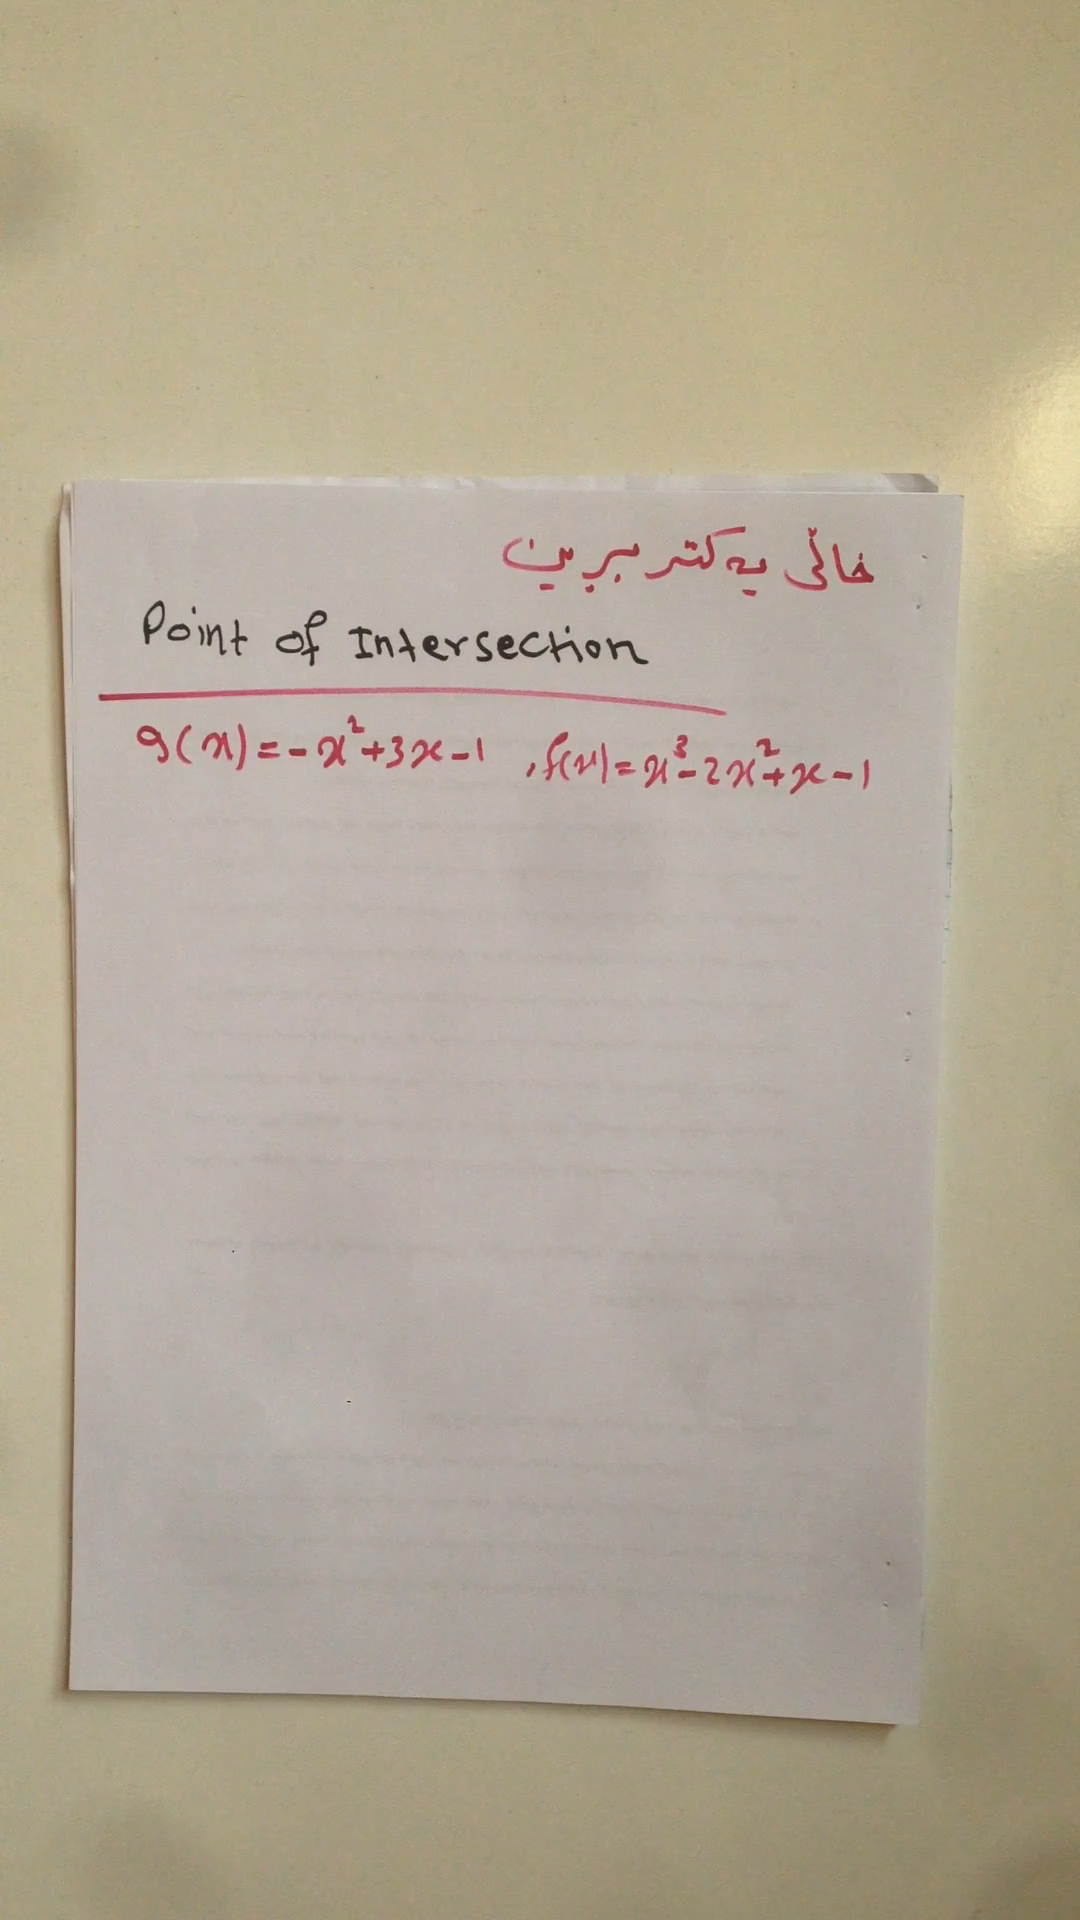 خاڵی یەکتربڕین
Point of Intersection
g(x)=-x²+3x-1 , f(x)=x³-2x²+x-1